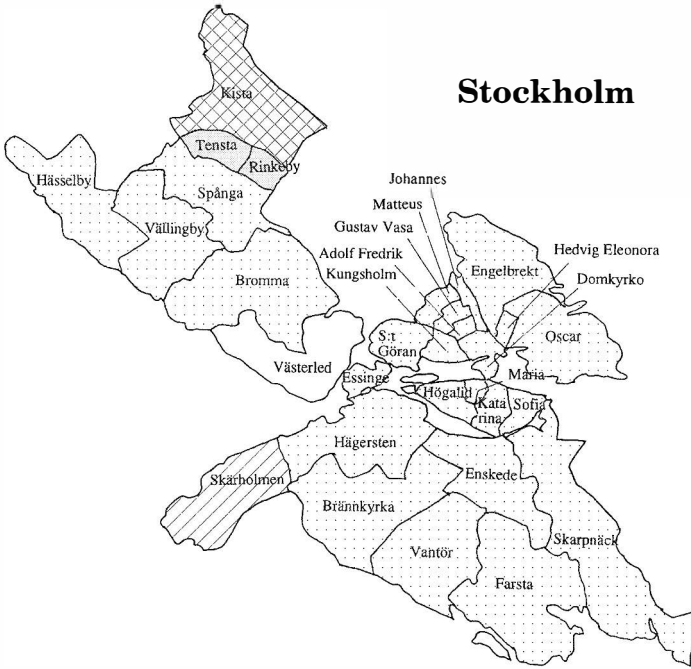 Stockholm
Kista
Tensta
Rinkeby
Hässelby
Spånga
Vällingby
Bromma
Johannes
Matteus
Gustav Vasa
Adolf Fredrik
Kungsholm
Hedvig Eleonora
Engelbrekt
Domkyrko
S:t
Göran
Oscar
Västerled
Essinge
Maria
Högalid
Kata
rina
Sofia
Hägersten
Skärholmen
Enskede
Brännkyrka
Vantör
Skarpnäck
Farsta